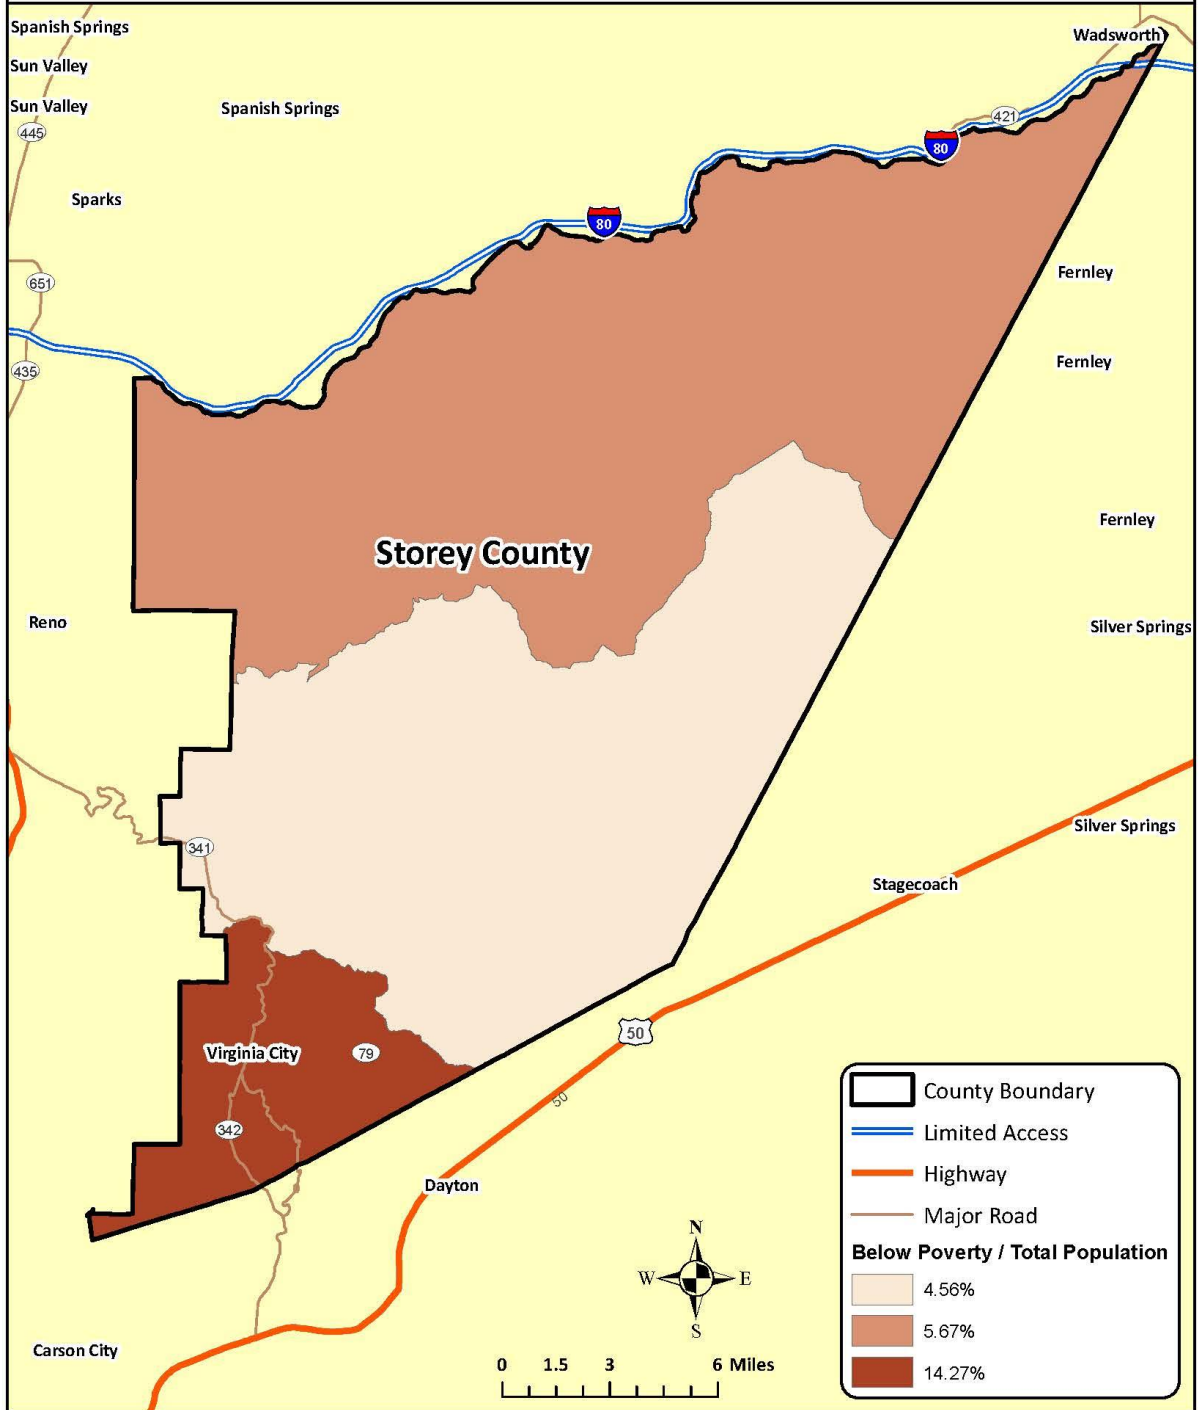 Spanish Springs
Wadsworth
Sun Valley
Sun Valley
Spanish Springs
421
445
80
Sparks
80
Fernley
651
Fernley
435
Fernley
Storey County
Reno
Silver Springs
Silver Springs
341
Stagecoach
50
Virginia City
79
50
342
Dayton
Carson City
County Boundary
Limited Access
Highway
Major Road
Below Poverty / Total Population
4.56%
5.67%
14.27%
N
W E
S
0 1.5 3 6 Miles